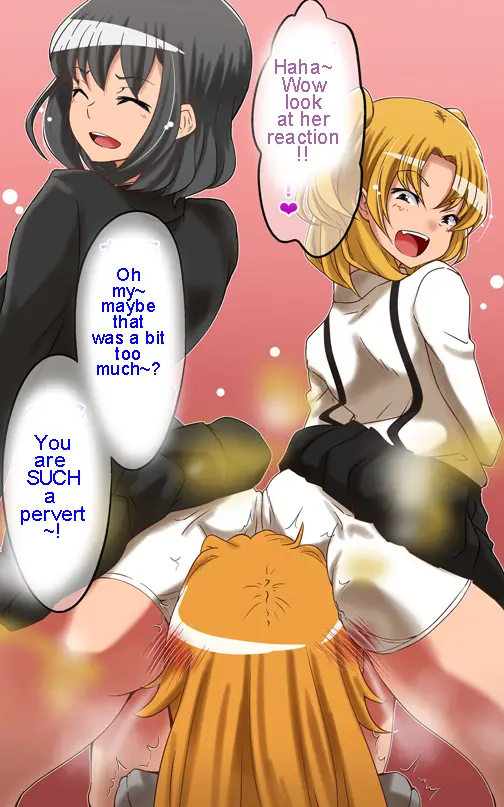 Haha~
Wow
look
at her
reaction
!!
!
❤
Oh
my~
maybe
that
was a bit
too
much~?
You
are
SUCH
a
pervert
~!